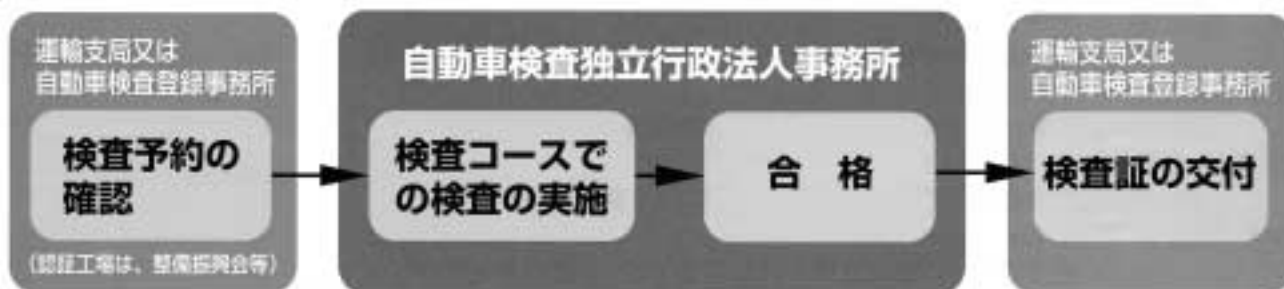 運輸支局又は
自動車検査登録事務所
検査予約の
確認
(認証工場は、整備振興会等)
自動車検査独立行政法人事務所
検査コースで
の検査の実施
合 格
運輸支局又は
自動車検査登録事務所
検査証の交付